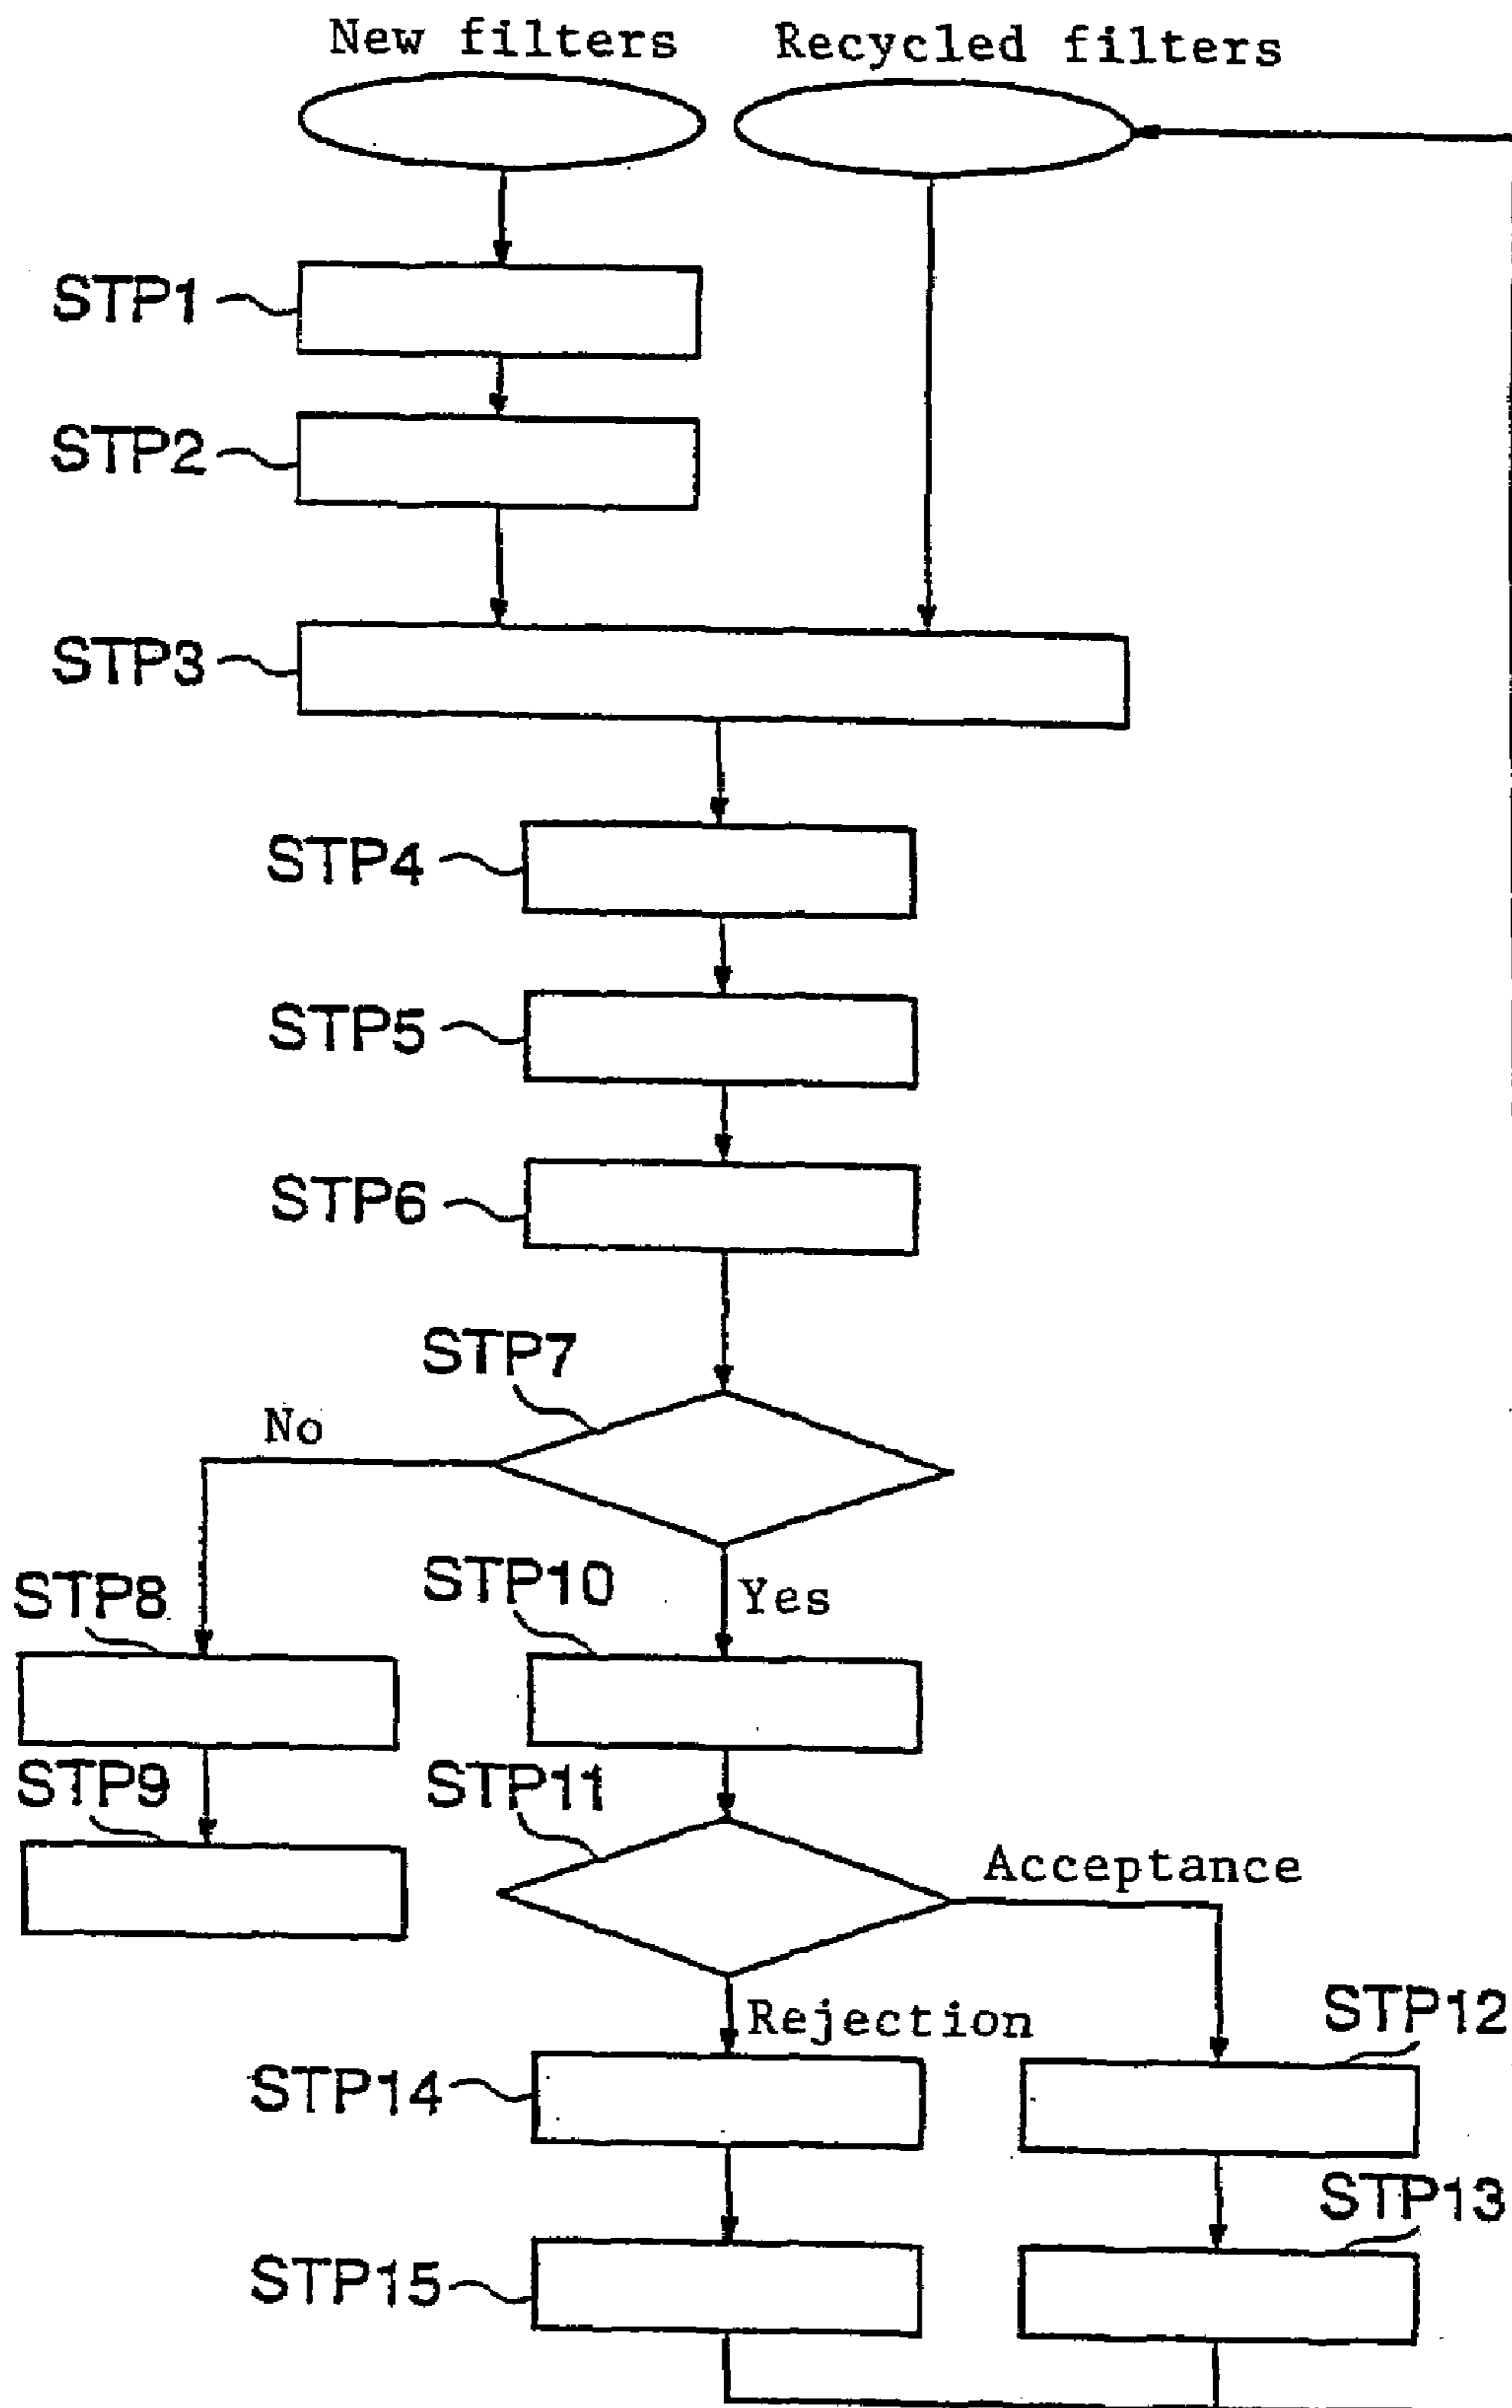 New filters
Recycled filters
STP1
STP2
STP3
STP4
STP5
STP6
STP7
No
STP8
STP10
Yes
STP9
STP11
Acceptance
Rejection
STP12
STP14
STP13
STP15